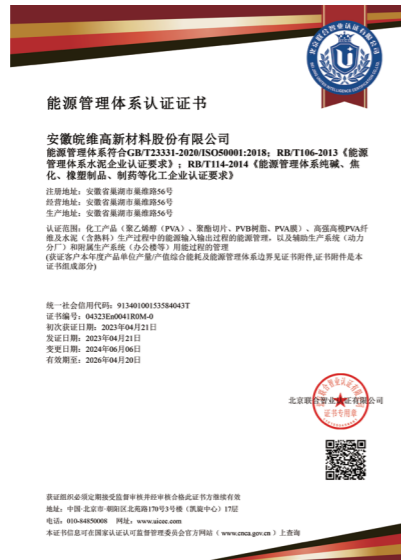 北京联合智业认证有限公司
U
能源管理体系认证证书
安徽皖维高新材料股份有限公司
能源管理体系符合GB/T23331-2020/ISO50001:2018；RB/T106-2013《能
源管理体系水泥企业认证要求》；RB/T114-2014《能源管理体系纯碱、焦
化、橡塑制品、制药等化工企业认证要求》
注册地址：安徽省巢湖市巢维路56号
经营地址：安徽省巢湖市巢维路56号
生产地址：安徽省巢湖市巢维路56号
认证范围：化工产品（聚乙烯醇（PVA）、聚酯切片、PVB树脂、PVA膜）、高强高模PVA纤
维及水泥（含熟料）生产过程中的能源输入输出过程的能源管理，以及辅助生产系统（动力
分厂）和附属生产系统（办公楼等）用能过程的管理
(获证客户本年度产品单位产量/产值综合能耗及能源管理体系边界见证书附件,证书附件是本
证书组成部分)
统一社会信用代码：91340100153584043T
证书编号：04323En0041R0M-0
初次获证日期：2023年04月21日
发证日期：2023年04月21日
变更日期：2024年06月06日
有效期至：2026年04月20日
北京联合智业认证有限公司
证书专用章
获证组织必须定期接受监督审核并经审核合格此证书方继续有效
地址：中国·北京市·朝阳区北苑路170号3号楼（凯旋中心）17层
电话：010-84850008 网址：www.uicec.com
本证书信息可在国家认证认可监督管理委员会官方网站（www.cnca.gov.cn）上查询